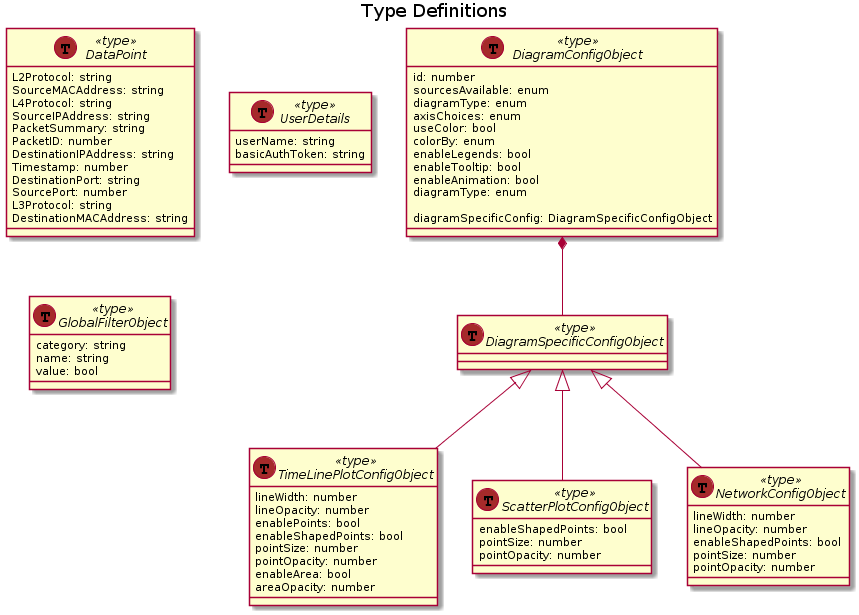 Type Definitions
T
«type»
DataPoint
L2Protocol: string
SourceMACAddress: string
L4Protocol: string
SourceIPAddress: string
PacketSummary: string
PacketID: number
DestinationIPAddress: string
Timestamp: number
DestinationPort: string
SourcePort: number
L3Protocol: string
DestinationMACAddress: string
T
«type»
UserDetails
userName: string
basicAuthToken: string
T
«type»
DiagramConfigObject
id: number
sourcesAvailable: enum
diagramType: enum
axisChoices: enum
useColor: bool
colorBy: enum
enableLegends: bool
enableTooltip: bool
enableAnimation: bool
diagramType: enum
diagramSpecificConfig: DiagramSpecificConfigObject
T
«type»
GlobalFilterObject
category: string
name: string
value: bool
T
«type»
DiagramSpecificConfigObject
T
«type»
TimeLinePlotConfigObject
lineWidth: number
lineOpacity: number
enablePoints: bool
enableShapedPoints: bool
pointSize: number
pointOpacity: number
enableArea: bool
areaOpacity: number
T
«type»
ScatterPlotConfigObject
enableShapedPoints: bool
pointSize: number
pointOpacity: number
T
«type»
NetworkConfigObject
lineWidth: number
lineOpacity: number
enableShapedPoints: bool
pointSize: number
pointOpacity: number